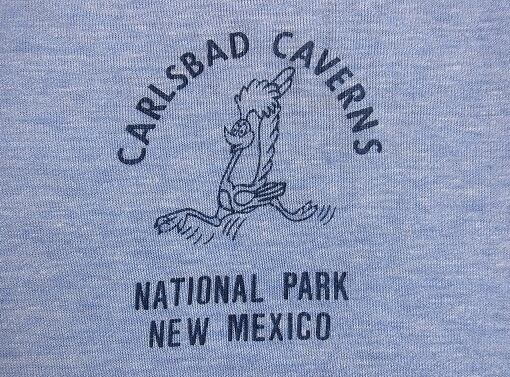 CARLSBAD CAVERNS
NATIONAL PARK
NEW MEXICO